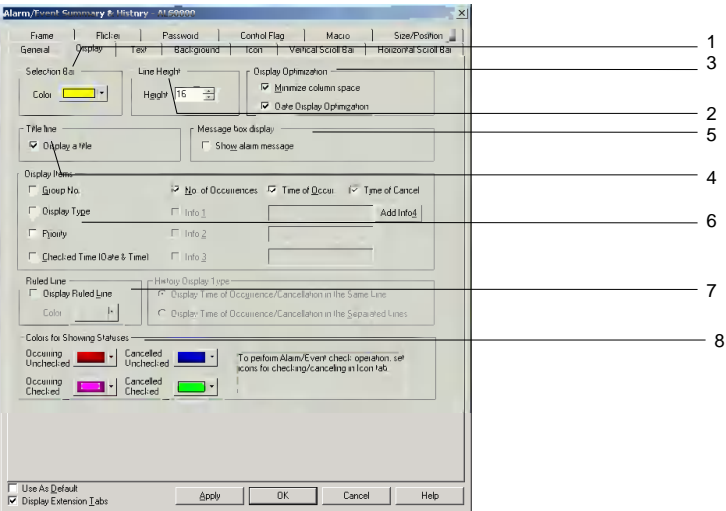 Alarm/Event Summary & History - AL60000
Frame Flicker Password Control Flag Macro Size/Position
General Display Text Background Icon Vertical Scroll Bar Horizontal Scroll Bar
1
Selection Bar Line Height Display Optimization
3
Color Height 16 Minimize column space
Date Display Optimization
2
Title line Message box display
5
Display a title Show alarm message
Display Items
4
Group No. No. of Occurrences Time of Occur Time of Cancel
Display Type Info 1 Add Info4
6
Priority Info 2
Checked Time (Date & Time) Info 3
Ruled Line History Display Type
7
Display Ruled Line Display Time of Occurrence/Cancellation in the Same Line
Color Display Time of Occurrence/Cancellation in the Separated Lines
Colors for Showing Statuses
8
Occurring Unchecked Cancelled Unchecked To perform Alarm/Event check operation, set
icons for checking/canceling in Icon tab.
Occurring Checked Cancelled Checked
Use As Default
Display Extension Tabs Apply OK Cancel Help